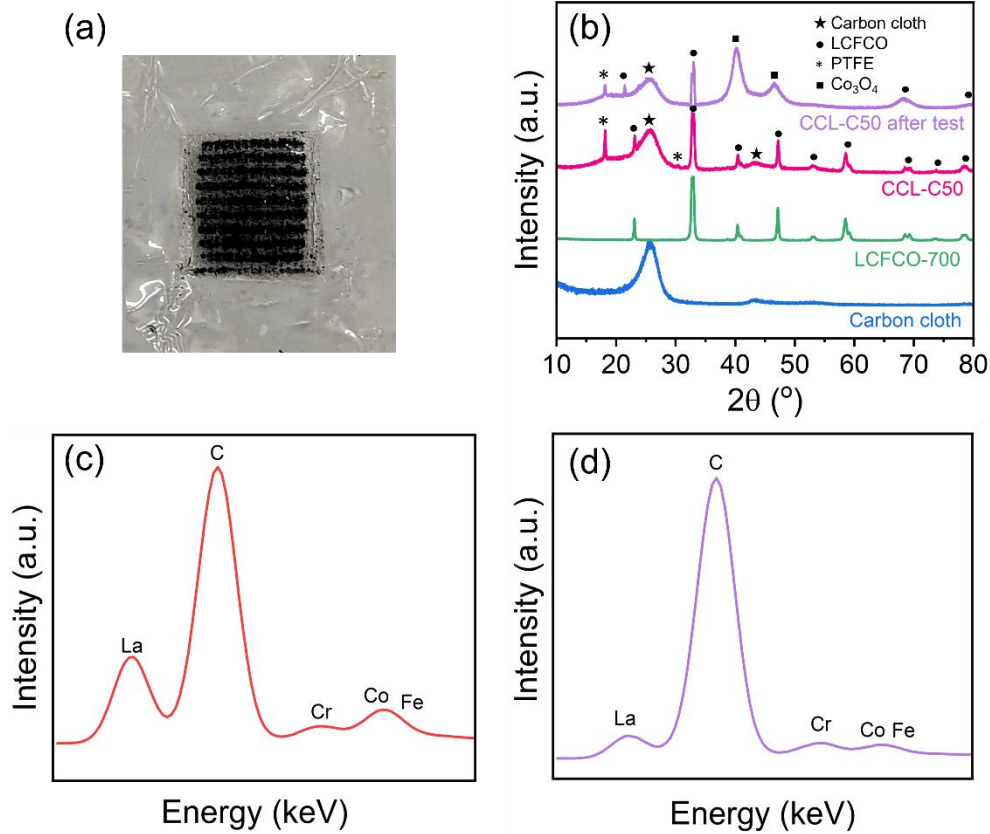 (a)
(b)
★ Carbon cloth
● LCFCO
* PTFE
■ Co₃O₄
CCL-C50 after test
CCL-C50
LCFCO-700
Carbon cloth
Intensity (a.u.)
10 20 30 40 50 60 70 80
2θ (°)
(c)
La
C
Cr
Co Fe
Intensity (a.u.)
Energy (keV)
(d)
La
C
Cr
Co Fe
Intensity (a.u.)
Energy (keV)